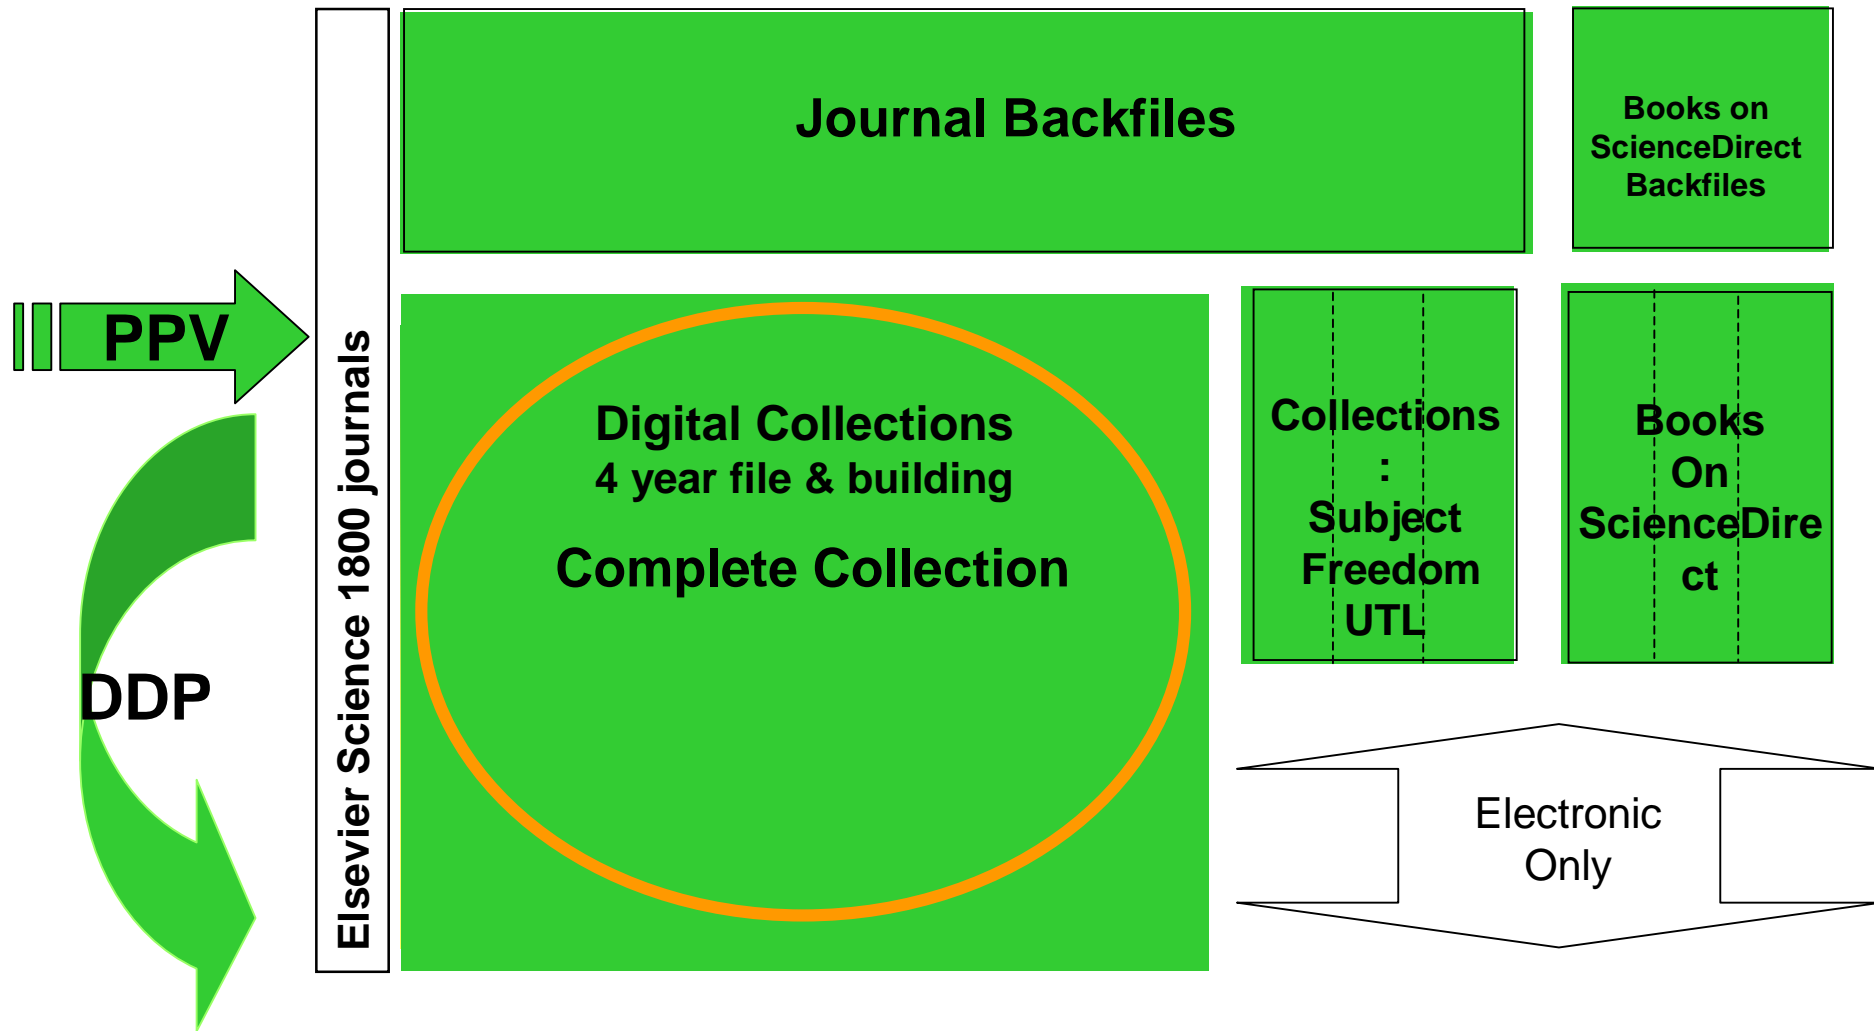 Journal Backfiles
Books on
ScienceDirect
Backfiles
PPV
DDP
Elsevier Science 1800 journals
Digital Collections
4 year file & building
Complete Collection
Collections
:
Subject
Freedom
UTL
Books
On
ScienceDire
ct
Electronic
Only